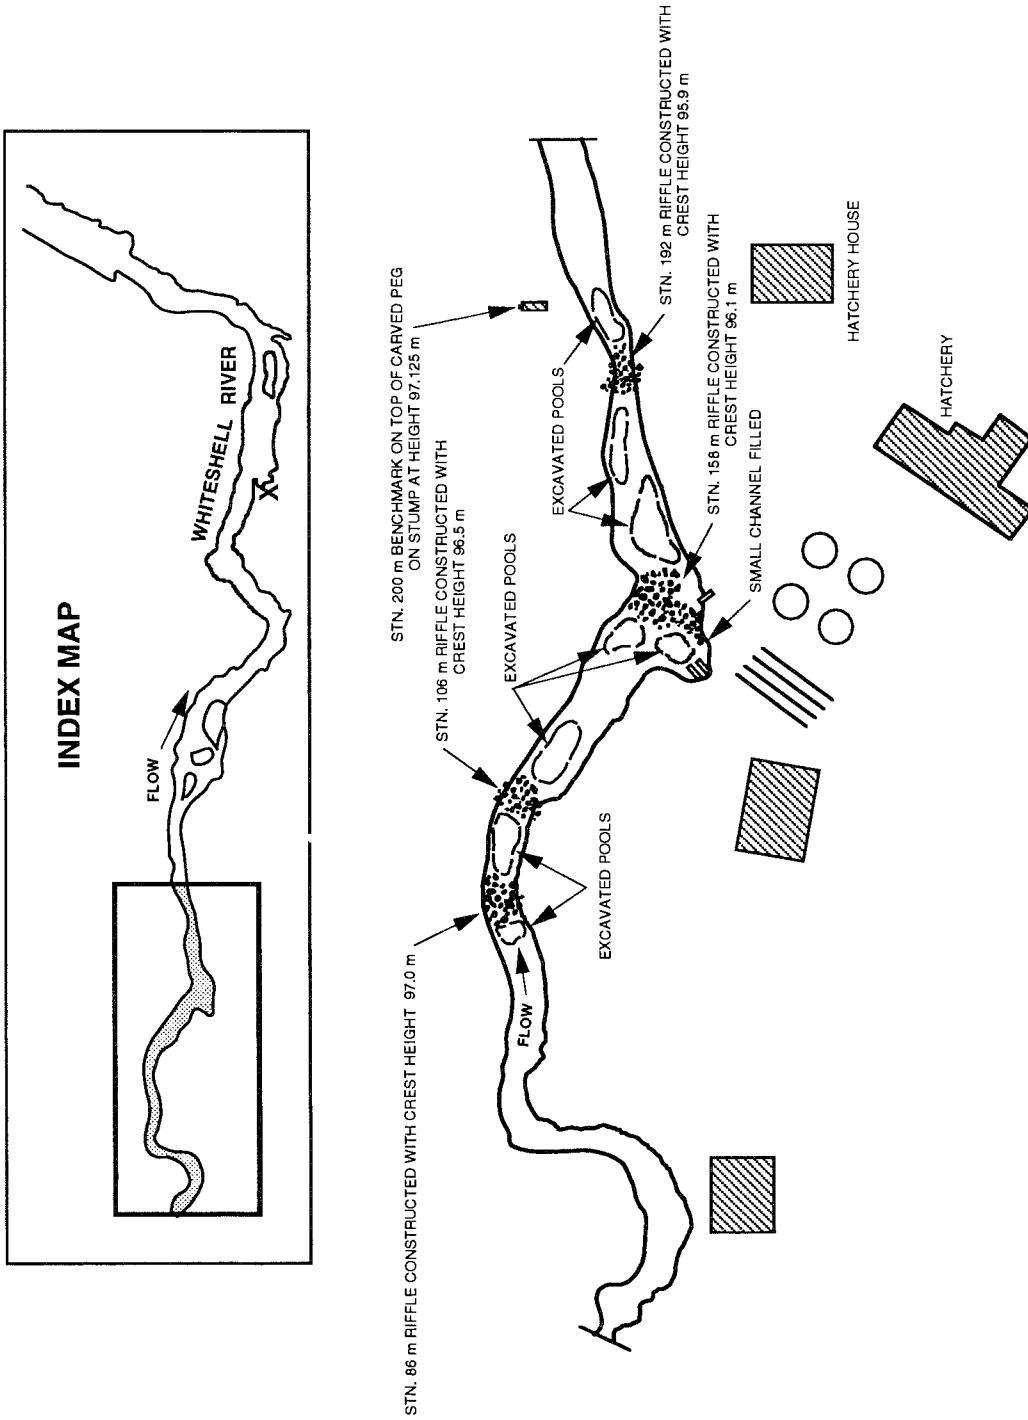 INDEX MAP
WHITESHELL RIVER
FLOW
X
STN. 86 m RIFFLE CONSTRUCTED WITH CREST HEIGHT 97.0 m
STN. 106 m RIFFLE CONSTRUCTED WITH
CREST HEIGHT 96.5 m
STN. 200 m BENCHMARK ON TOP OF CARVED PEG
ON STUMP AT HEIGHT 97.125 m
EXCAVATED POOLS
EXCAVATED POOLS
FLOW
EXCAVATED POOLS
STN. 192 m RIFFLE CONSTRUCTED WITH
CREST HEIGHT 95.9 m
STN. 158 m RIFFLE CONSTRUCTED WITH
CREST HEIGHT 96.1 m
SMALL CHANNEL FILLED
HATCHERY HOUSE
HATCHERY